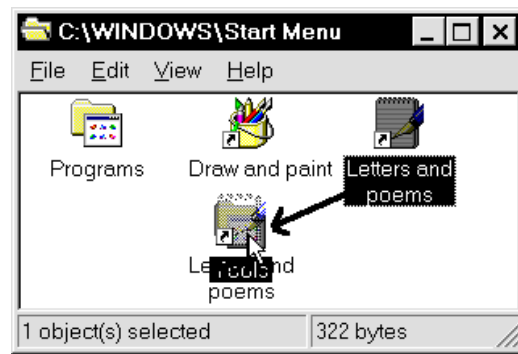 C:\WINDOWS\Start Menu
File Edit View Help
Programs
Draw and paint
Letters and
poems
Tools
poems
1 object(s) selected
322 bytes